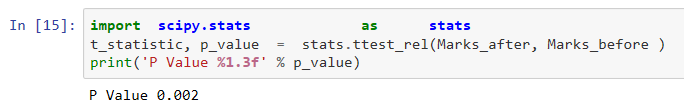 In [15]: import scipy.stats as stats
t_statistic, p_value = stats.ttest_rel(Marks_after, Marks_before )
print('P Value %1.3f' % p_value)
P Value 0.002